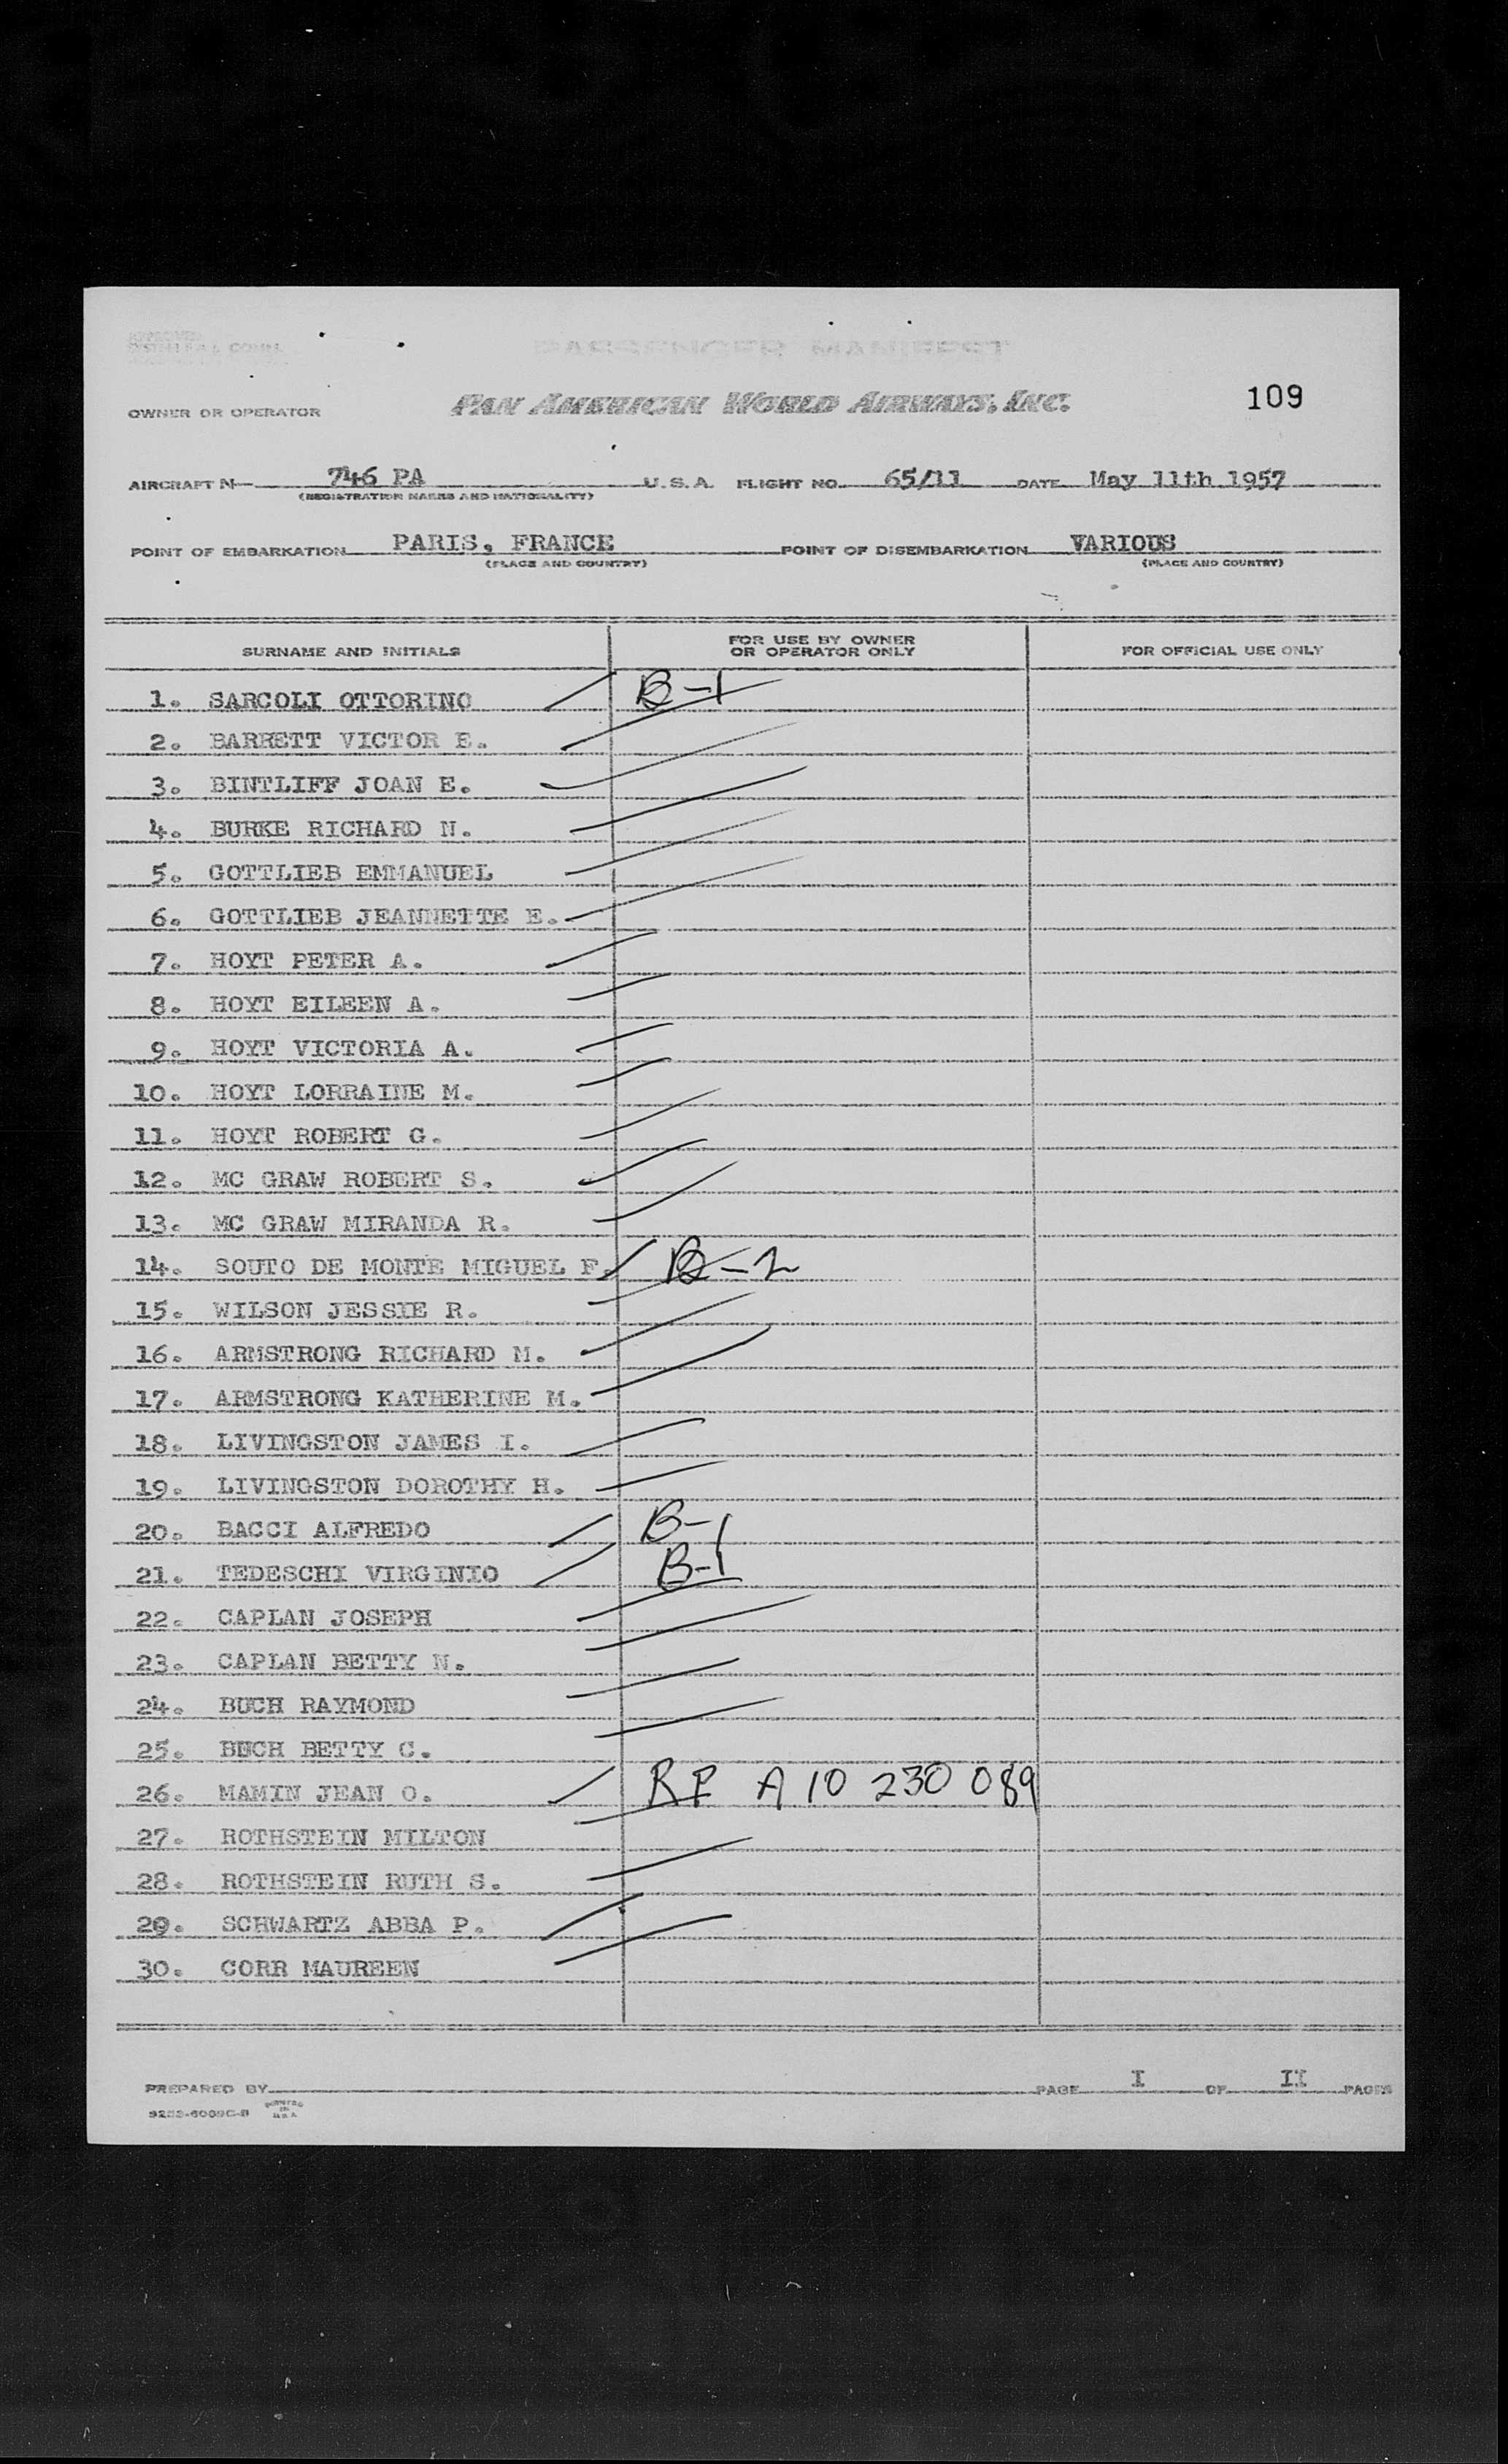 PASSENGER MANIFEST
OWNER OR OPERATOR PAN AMERICAN WORLD AIRWAYS, INC. 109
AIRCRAFT N 746 PA U.S.A. FLIGHT NO. 65/11 DATE May 11th 1957
(REGISTRATION MARKS AND NATIONALITY)
POINT OF EMBARKATION PARIS, FRANCE POINT OF DISEMBARKATION VARIOUS
(PLACE AND COUNTRY) (PLACE AND COUNTRY)
SURNAME AND INITIALS FOR USE BY OWNER OR OPERATOR ONLY FOR OFFICIAL USE ONLY
1. SARCOLI OTTORINO B-1
2. BARRETT VICTOR E.
3. BINTLIFF JOAN E.
4. BURKE RICHARD N.
5. GOTTLIEB EMMANUEL
6. GOTTLIEB JEANNETTE E.
7. HOYT PETER A.
8. HOYT EILEEN A.
9. HOYT VICTORIA A.
10. HOYT LORRAINE M.
11. HOYT ROBERT G.
12. MC GRAW ROBERT S.
13. MC GRAW MIRANDA R.
14. SOUTO DE MONTE MIGUEL F. B-2
15. WILSON JESSIE R.
16. ARMSTRONG RICHARD M.
17. ARMSTRONG KATHERINE M.
18. LIVINGSTON JAMES I.
19. LIVINGSTON DOROTHY H.
20. BACCI ALFREDO B-1
21. TEDESCHI VIRGINIO B-1
22. CAPLAN JOSEPH
23. CAPLAN BETTY N.
24. BUCH RAYMOND
25. BUCH BETTY C.
26. MAMIN JEAN O. RP A 10 230 089
27. ROTHSTEIN MILTON
28. ROTHSTEIN RUTH S.
29. SCHWARTZ ABBA P.
30. CORR MAUREEN
PREPARED BY PAGE I OF II PAGES
PRINTED IN U.S.A.